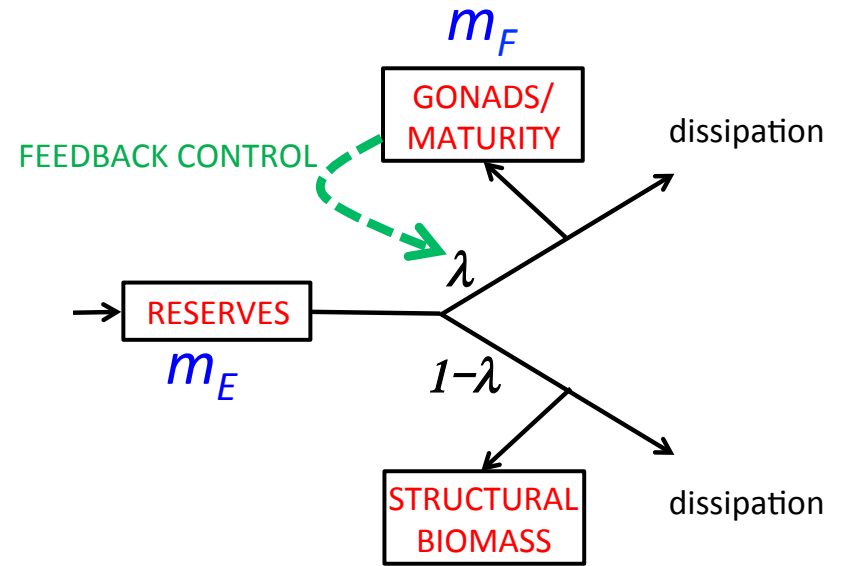 m_F
GONADS/
MATURITY
dissipation
FEEDBACK CONTROL
λ
RESERVES
m_E
1-λ
STRUCTURAL
BIOMASS
dissipation